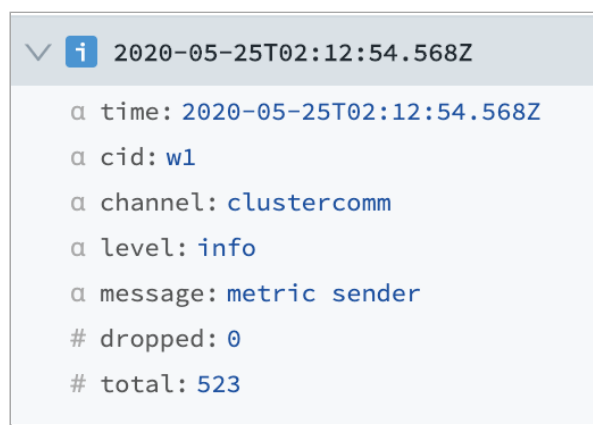 i 2020-05-25T02:12:54.568Z
α time: 2020-05-25T02:12:54.568Z
α cid: w1
α channel: clustercomm
α level: info
α message: metric sender
# dropped: 0
# total: 523